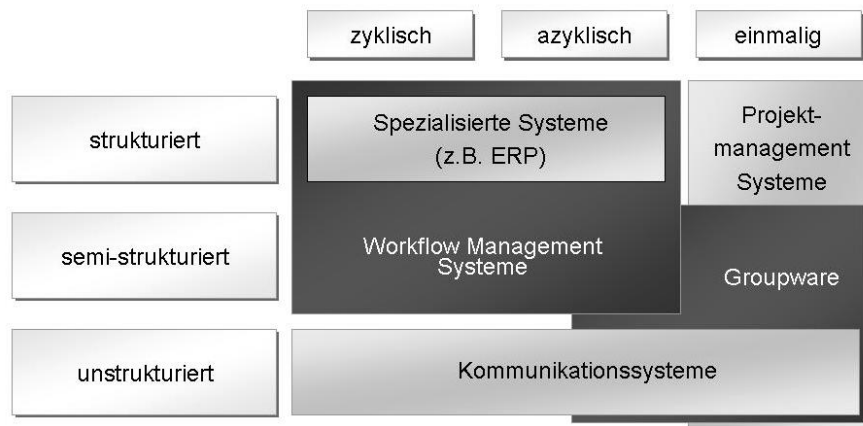 zyklisch
azyklisch
einmalig
strukturiert
Spezialisierte Systeme
(z.B. ERP)
Projekt-
management
Systeme
semi-strukturiert
Workflow Management
Systeme
Groupware
unstrukturiert
Kommunikationssysteme